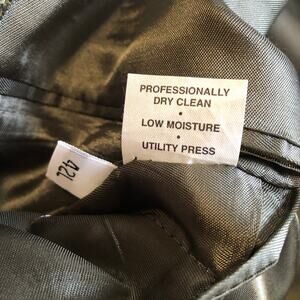 PROFESSIONALLY
DRY CLEAN
•
LOW MOISTURE
•
UTILITY PRESS
42L